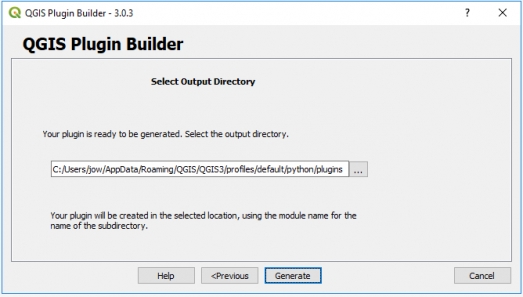 QGIS Plugin Builder - 3.0.3
QGIS Plugin Builder
Select Output Directory
Your plugin is ready to be generated. Select the output directory.
C:/Users/jow/AppData/Roaming/QGIS/QGIS3/profiles/default/python/plugins ...
Your plugin will be created in the selected location, using the module name for the
name of the subdirectory.
Help <Previous Generate Cancel